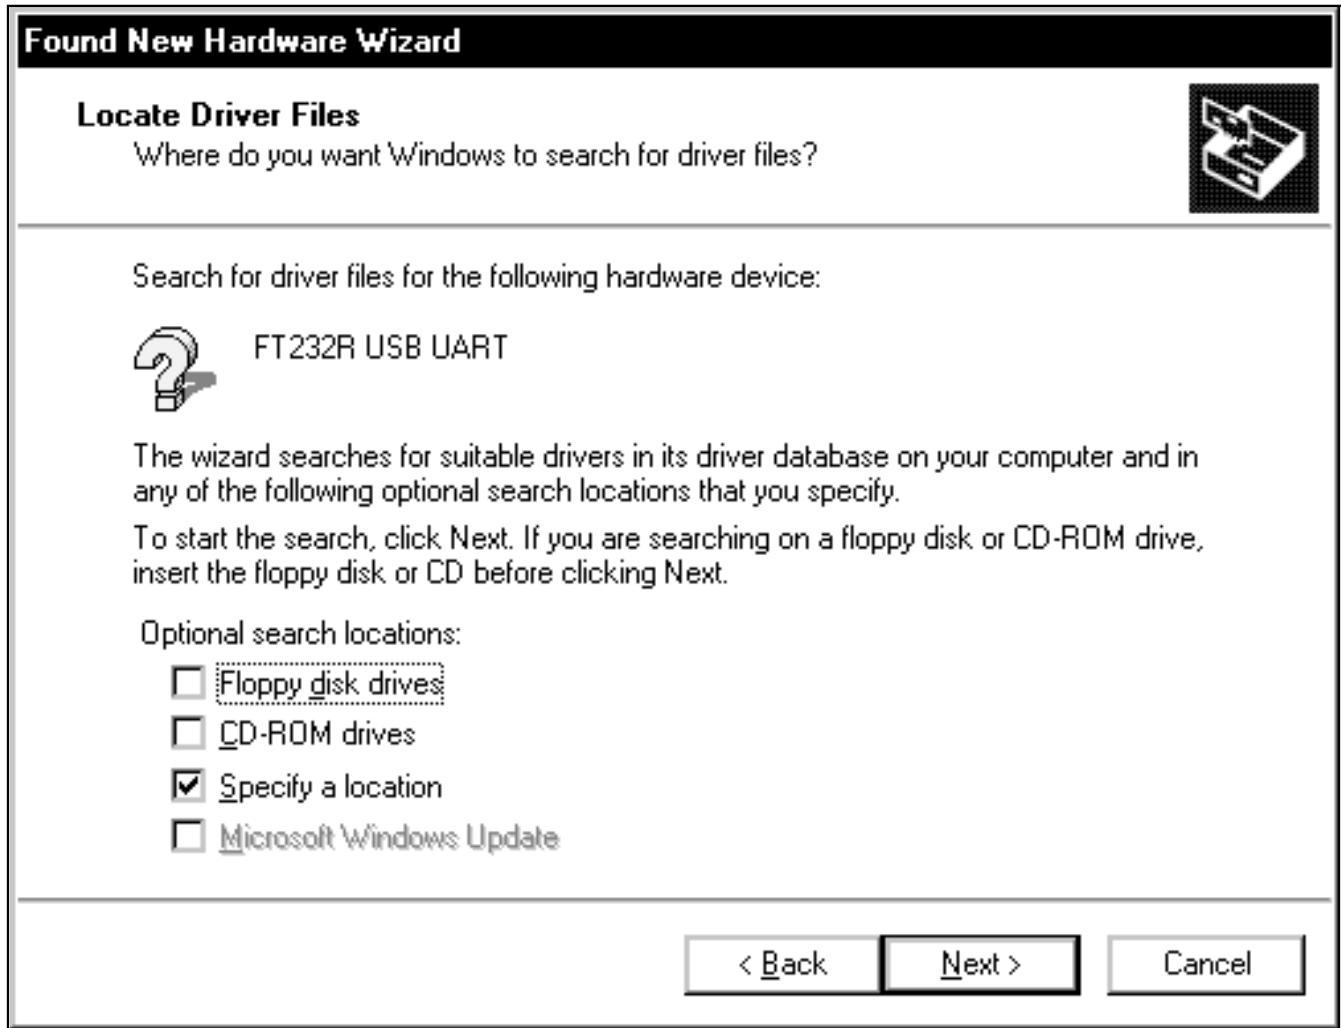 Found New Hardware Wizard
Locate Driver Files
Where do you want Windows to search for driver files?
Search for driver files for the following hardware device:
FT232R USB UART
The wizard searches for suitable drivers in its driver database on your computer and in
any of the following optional search locations that you specify.
To start the search, click Next. If you are searching on a floppy disk or CD-ROM drive,
insert the floppy disk or CD before clicking Next.
Optional search locations:
Floppy disk drives
CD-ROM drives
Specify a location
Microsoft Windows Update
< Back Next > Cancel